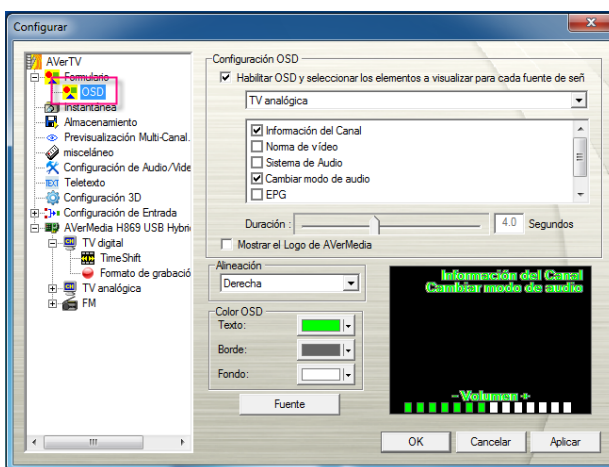 Configurar
AVerTV
Formulario
OSD
Instantánea
Almacenamiento
Previsualización Multi-Canal.
misceláneo
Configuración de Audio/Vide
TEXT Teletexto
Configuración 3D
Configuración de Entrada
AVerMedia H869 USB Hybri
TV digital
TimeShift
Formato de grabació
TV analógica
FM
Configuración OSD
Habilitar OSD y seleccionar los elementos a visualizar para cada fuente de señ
TV analógica
Información del Canal
Norma de vídeo
Sistema de Audio
Cambiar modo de audio
EPG
Duración :
4.0 Segundos
Mostrar el Logo de AVerMedia
Alineación
Derecha
Color OSD
Texto:
Borde:
Fondo:
Fuente
Información del Canal
Cambiar modo de audio
- Volumen +
OK Cancelar Aplicar